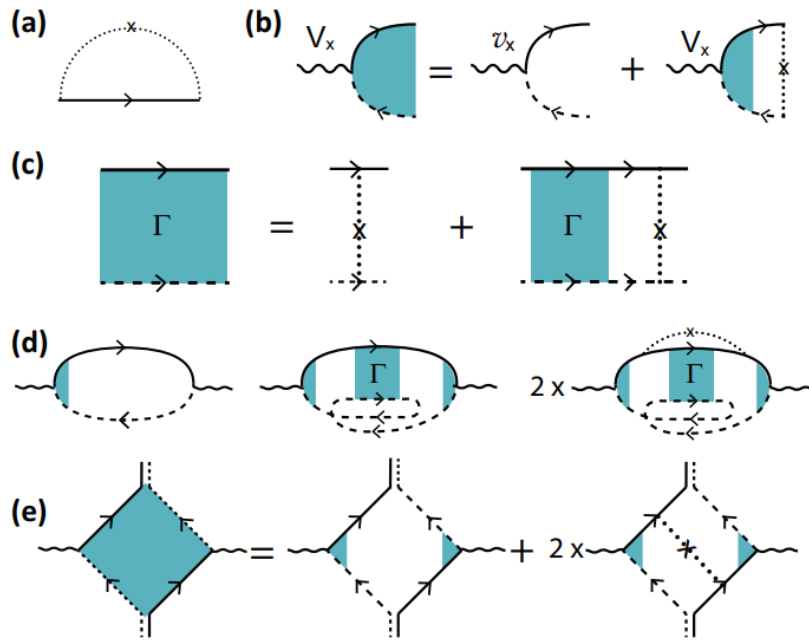 (a)
(b) Vₓ = 𝑣ₓ + Vₓ x
x
(c) Γ = x + Γ x
(d) Γ 2 x Γ x
(e) = + 2 x x